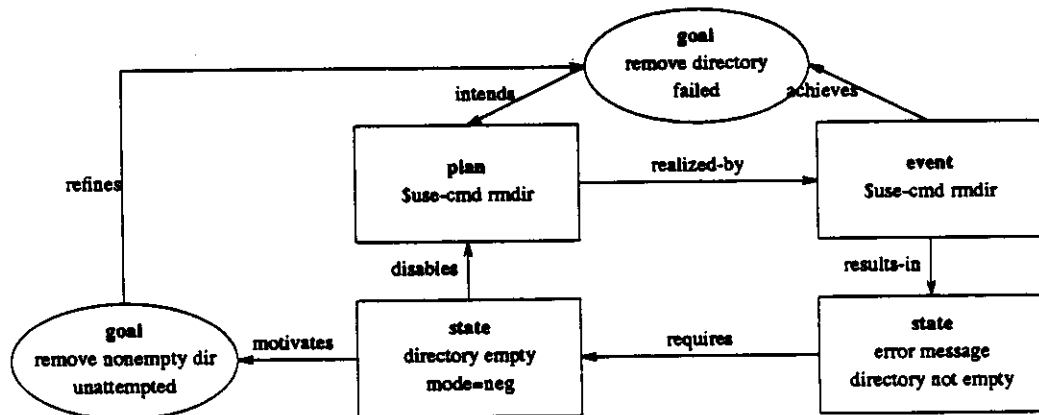 goal
remove directory
failed
intends
achieves
plan
$use-cmd rmdir
realized-by
event
$use-cmd rmdir
refines
disables
results-in
goal
remove nonempty dir
unattempted
motivates
state
directory empty
mode=neg
requires
state
error message
directory not empty